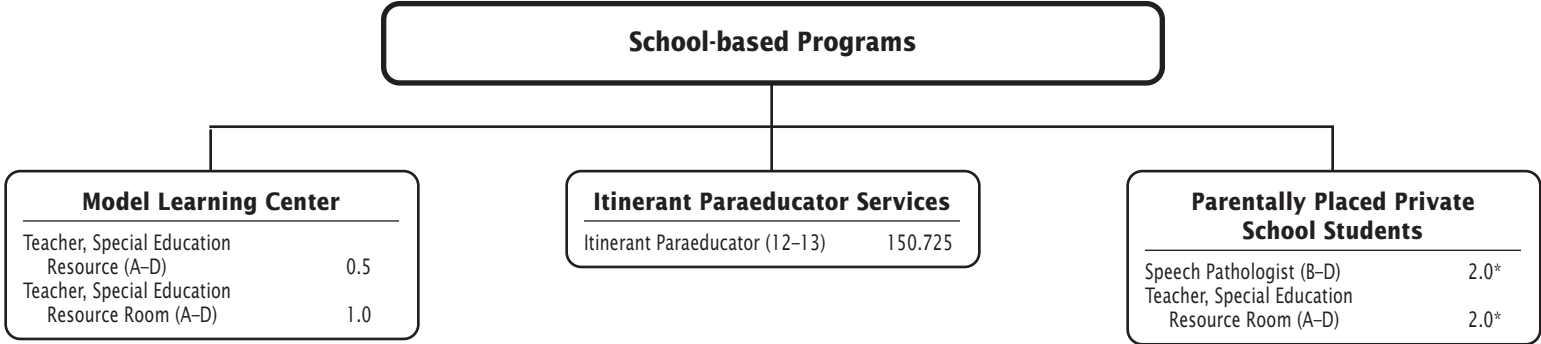 School-based Programs
Model Learning Center
Teacher, Special Education
Resource (A–D) 0.5
Teacher, Special Education
Resource Room (A–D) 1.0
Itinerant Paraeducator Services
Itinerant Paraeducator (12–13) 150.725
Parentally Placed Private
School Students
Speech Pathologist (B–D) 2.0*
Teacher, Special Education
Resource Room (A–D) 2.0*